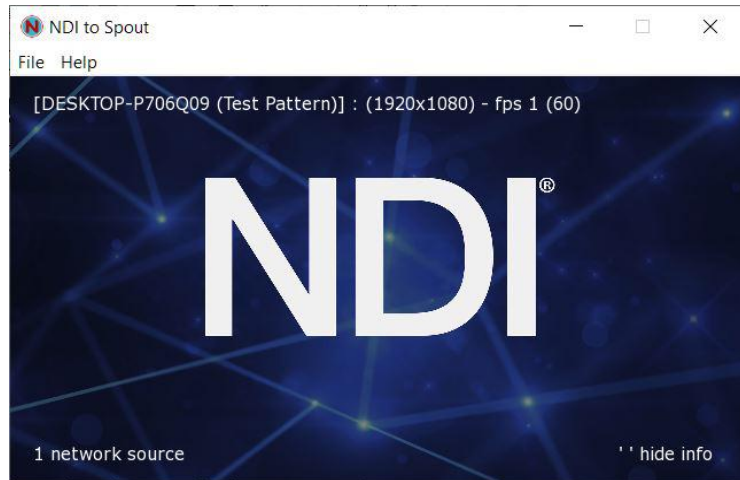 NDI to Spout
File Help
[DESKTOP-P706Q09 (Test Pattern)] : (1920x1080) - fps 1 (60)
NDI®
1 network source
' ' hide info